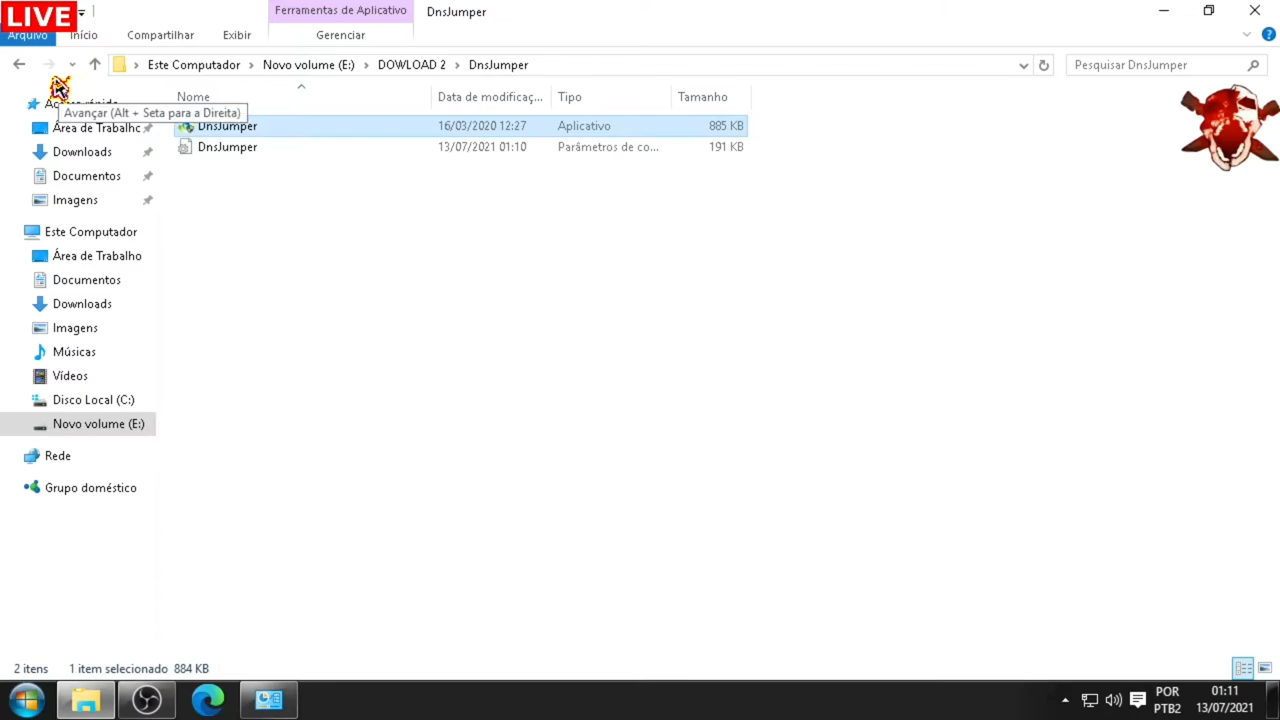 LIVE
Ferramentas de Aplicativo
DnsJumper
Arquivo
Início
Compartilhar
Exibir
Gerenciar
Este Computador
Novo volume (E:)
DOWLOAD 2
DnsJumper
Pesquisar DnsJumper
Nome
Data de modificaç...
Tipo
Tamanho
Avançar (Alt + Seta para a Direita)
DnsJumper
16/03/2020 12:27
Aplicativo
885 KB
DnsJumper
13/07/2021 01:10
Parâmetros de co...
191 KB
Área de Trabalhc
Downloads
Documentos
Imagens
Este Computador
Área de Trabalho
Documentos
Downloads
Imagens
Músicas
Vídeos
Disco Local (C:)
Novo volume (E:)
Rede
Grupo doméstico
2 itens
1 item selecionado 884 KB
POR
PTB2
01:11
13/07/2021